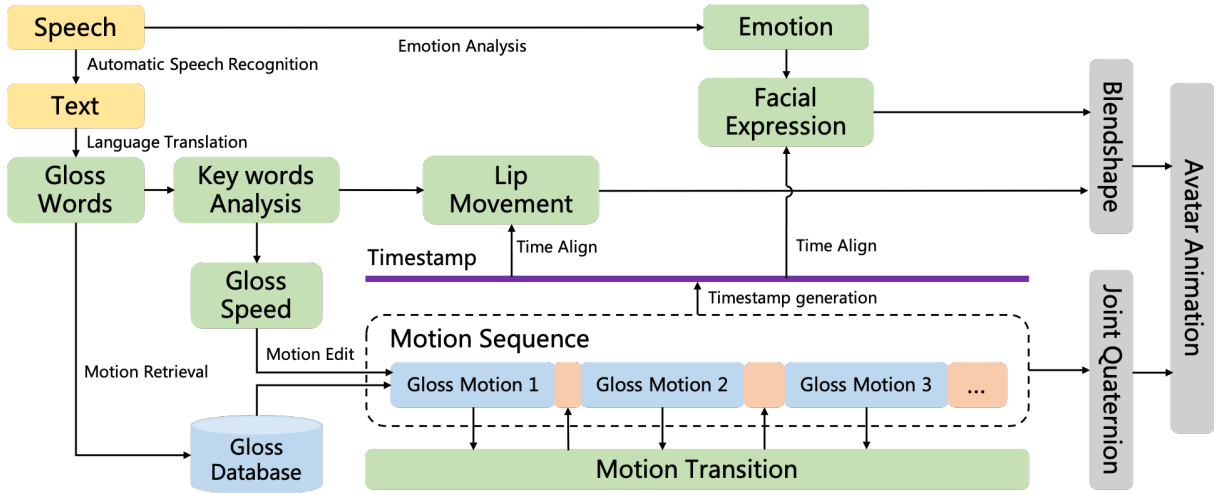 Speech
Emotion Analysis
Emotion
Automatic Speech Recognition
Text
Facial
Expression
Blendshape
Language Translation
Gloss
Words
Key words
Analysis
Lip
Movement
Avatar Animation
Timestamp
Time Align
Time Align
Gloss
Speed
Timestamp generation
Motion Sequence
Motion Edit
Motion Retrieval
Gloss Motion 1
Gloss Motion 2
Gloss Motion 3
...
Joint Quaternion
Gloss
Database
Motion Transition